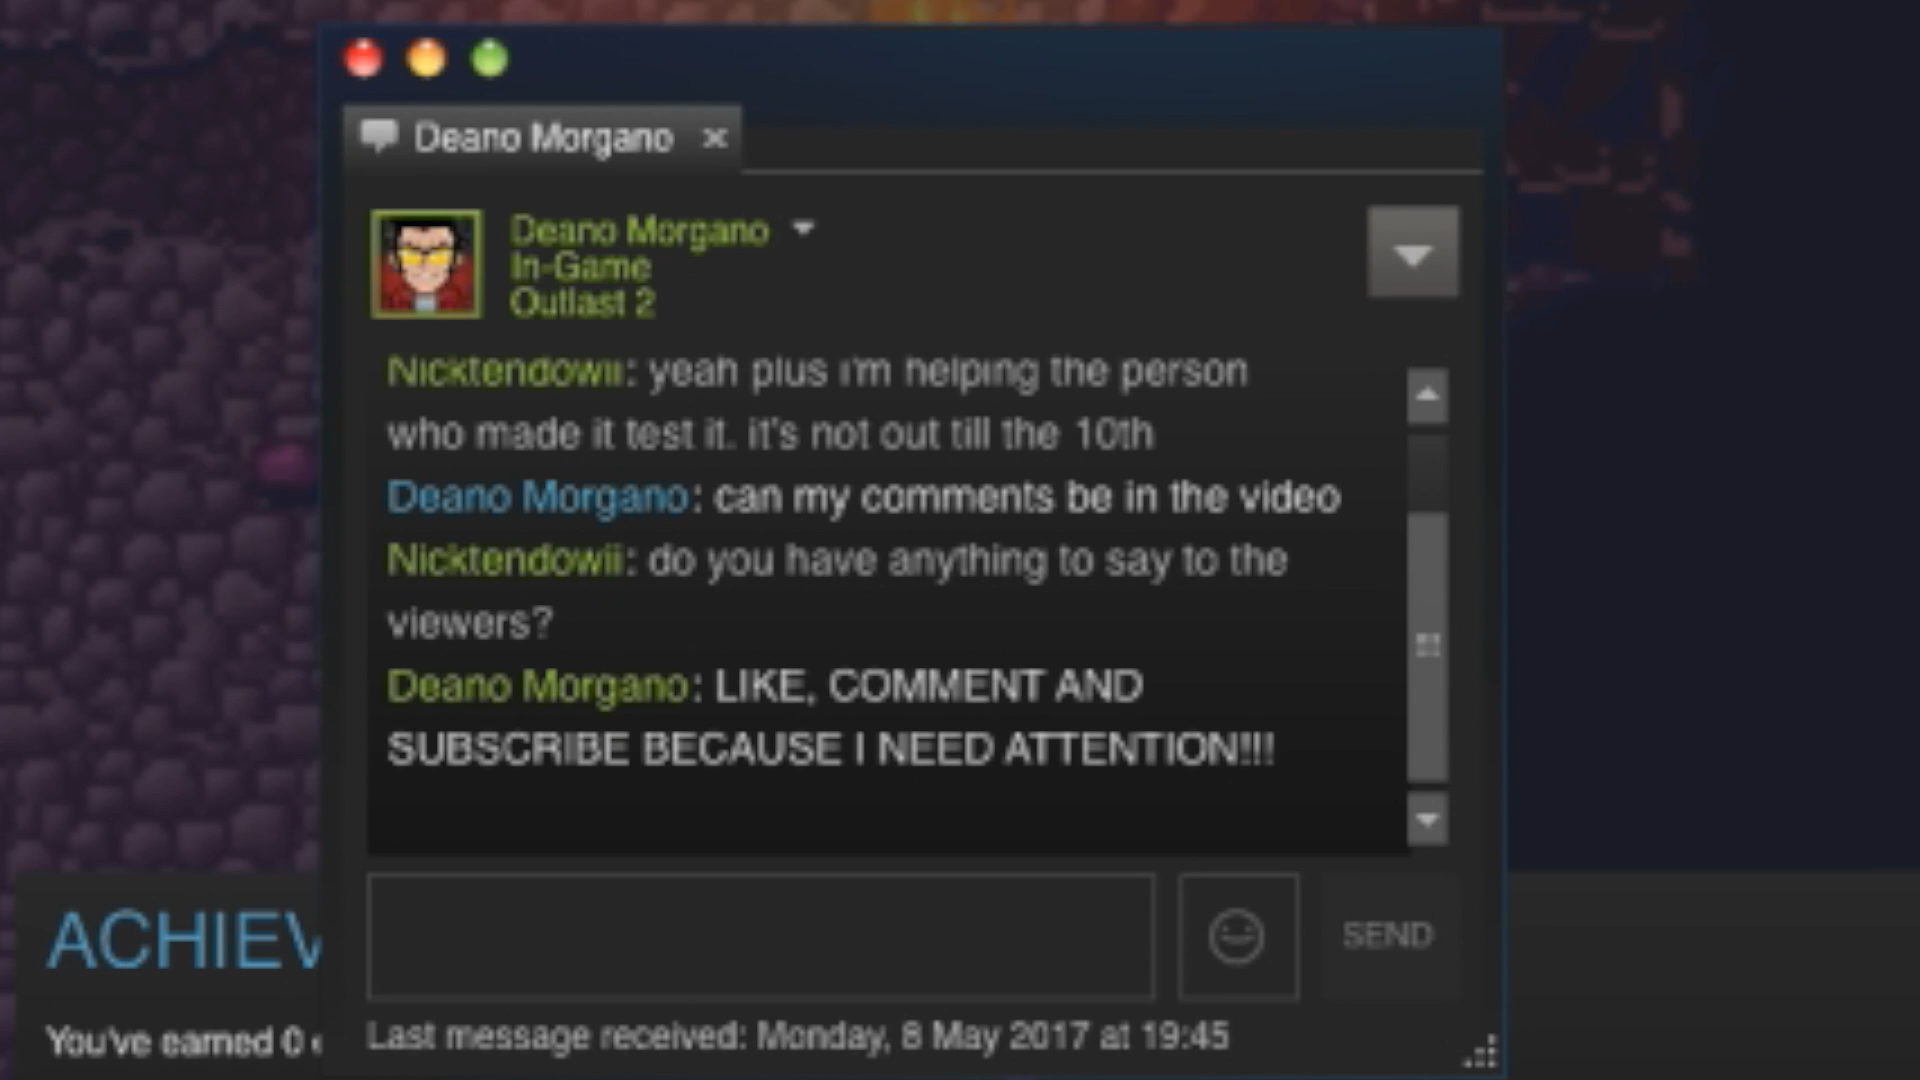 Deano Morgano
Deano Morgano
In-Game
Outlast 2
Nicktendowii: yeah plus i'm helping the person
who made it test it. it's not out till the 10th
Deano Morgano: can my comments be in the video
Nicktendowii: do you have anything to say to the
viewers?
Deano Morgano: LIKE, COMMENT AND
SUBSCRIBE BECAUSE I NEED ATTENTION!!!
SEND
ACHIEV
You've earned 0
Last message received: Monday, 8 May 2017 at 19:45